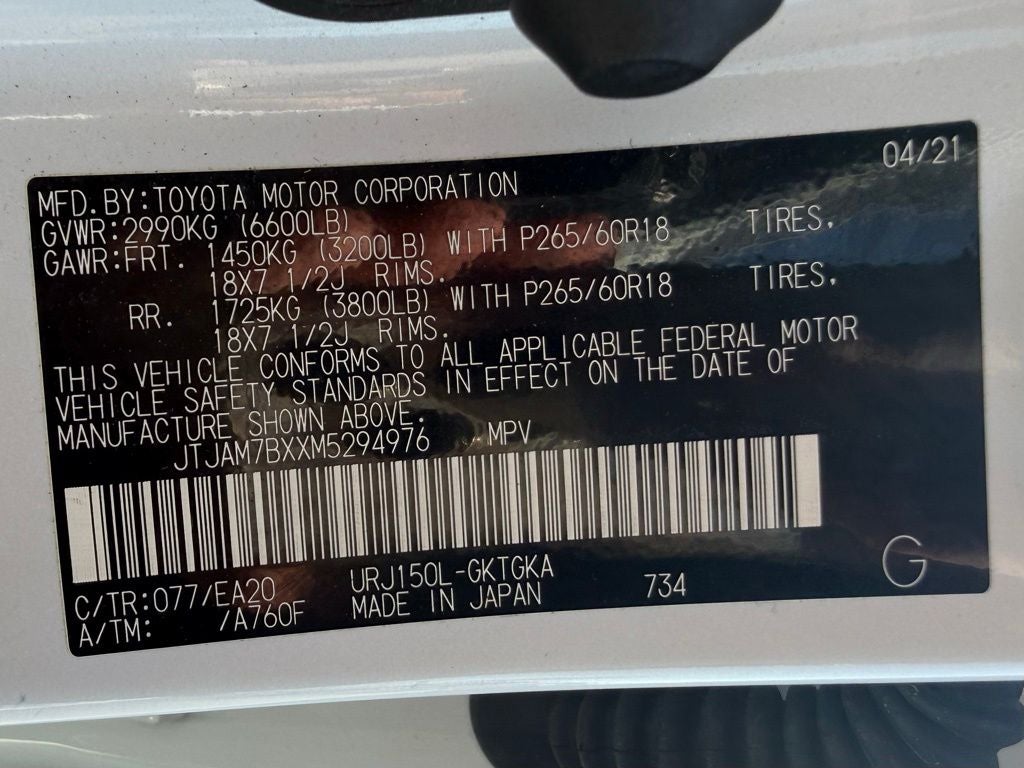 04/21
MFD.BY:TOYOTA MOTOR CORPORATION
GVWR:2990KG (6600LB)
GAWR:FRT. 1450KG (3200LB) WITH P265/60R18 TIRES,
18X7 1/2J RIMS.
RR. 1725KG (3800LB) WITH P265/60R18 TIRES,
18X7 1/2J RIMS.
THIS VEHICLE CONFORMS TO ALL APPLICABLE FEDERAL MOTOR
VEHICLE SAFETY STANDARDS IN EFFECT ON THE DATE OF
MANUFACTURE SHOWN ABOVE.
JTJAM7BXXM5294976 MPV
C/TR:077/EA20 URJ150L-GKTGKA 734 G
A/TM: /A760F MADE IN JAPAN